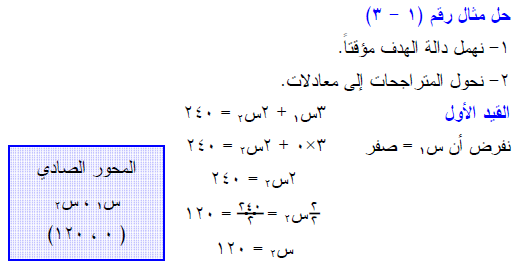 حل مثال رقم (١ – ٣)
١- نهمل دالة الهدف مؤقتاً.
٢- نحول المتراجحات إلى معادلات.
القيد الأول
٣س١ + ٢س٢ = ٢٤٠
نفرض أن س١ = صفر
٣×٠ + ٢س٢ = ٢٤٠
٢س٢ = ٢٤٠
٢/٢س٢ = ٢٤٠/٢ = ١٢٠
س٢ = ١٢٠
المحور الصادي
س١ ، س٢
(٠ ، ١٢٠)